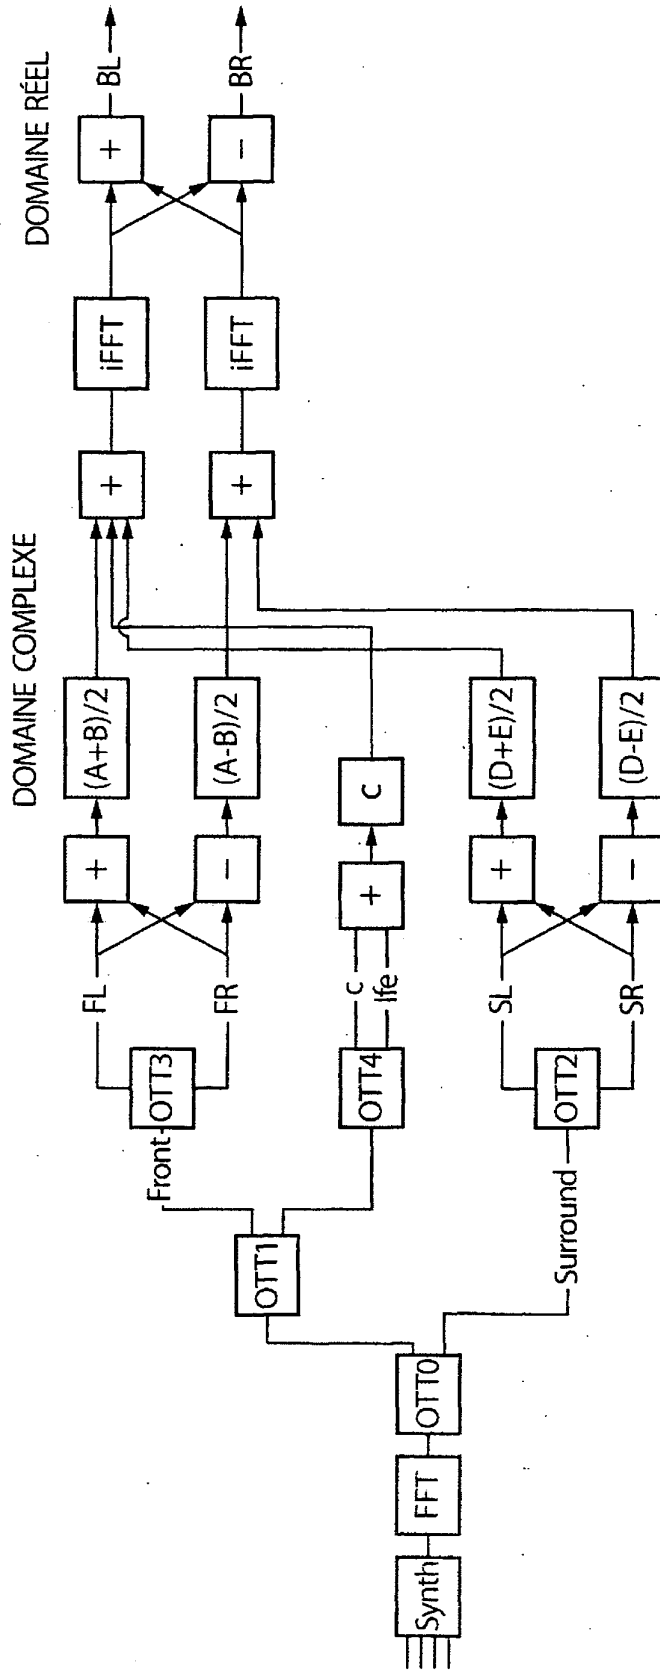 DOMAINE COMPLEXE
DOMAINE RÉEL
Synth
FFT
OTT0
OTT1
Front
OTT3
FL
FR
+
-
(A+B)/2
(A-B)/2
OTT4
c
lfe
+
c
Surround
OTT2
SL
SR
+
-
(D+E)/2
(D-E)/2
+
+
iFFT
iFFT
+
-
BL
BR